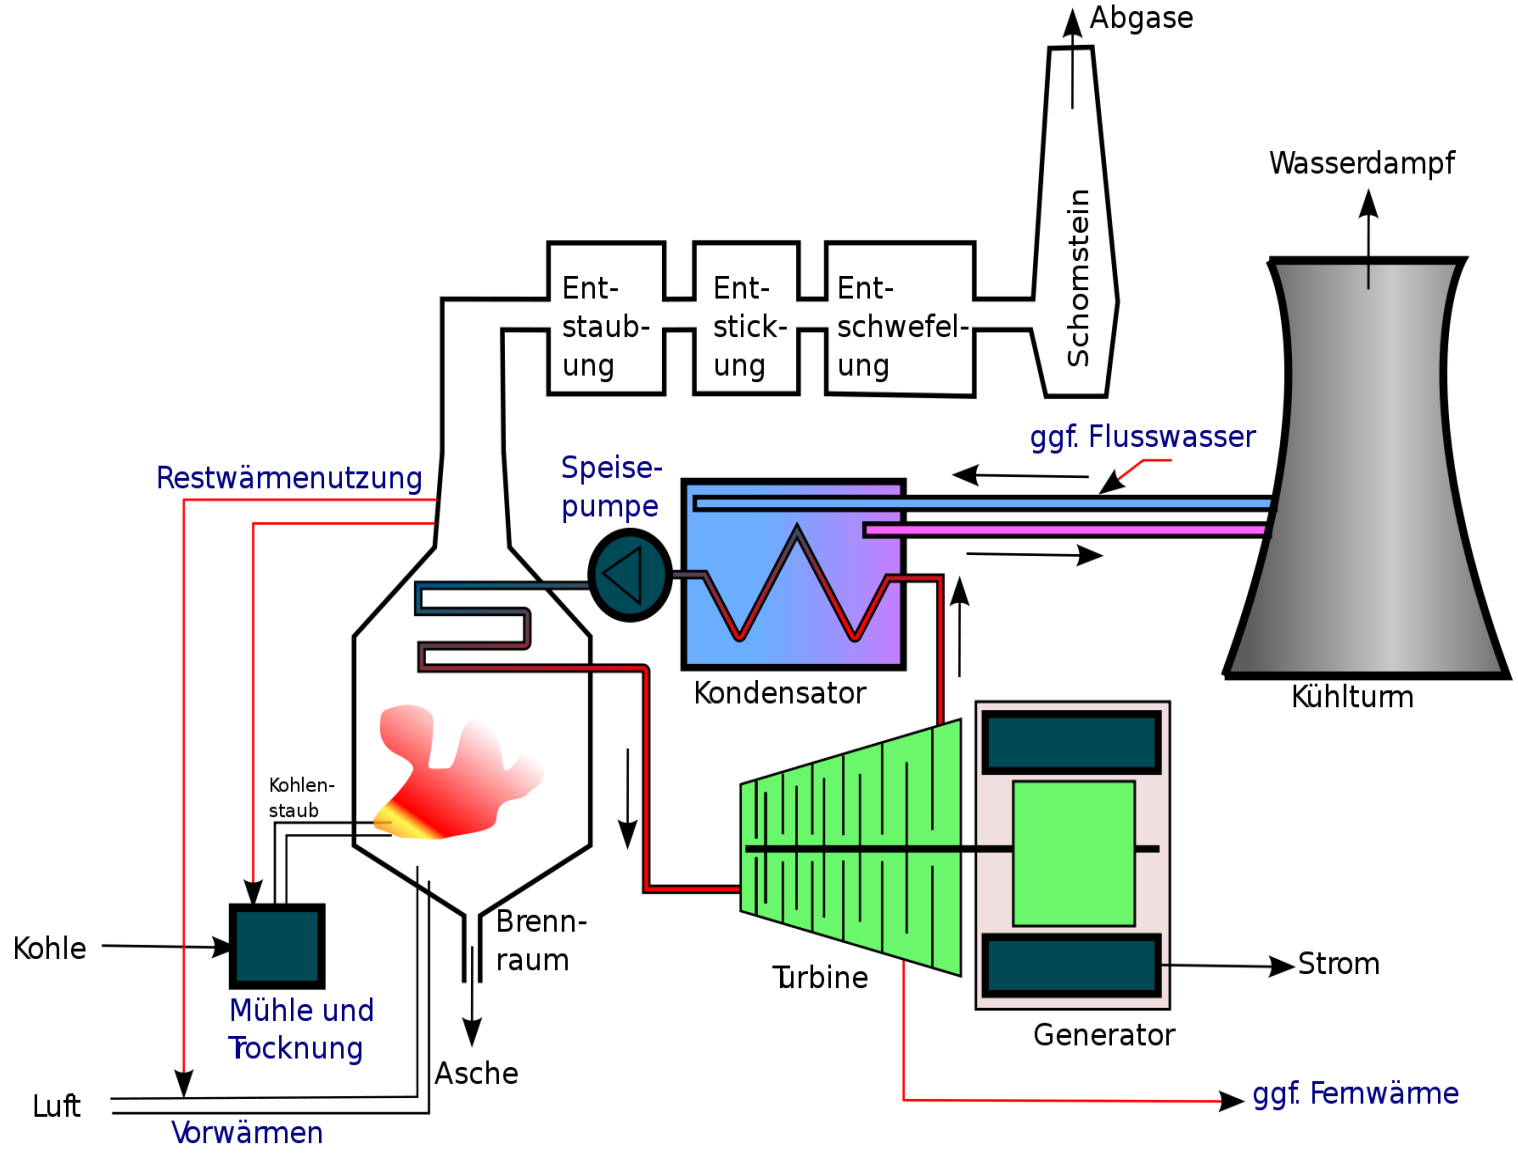 Abgase
Wasserdampf
Schornstein
Ent-
staub-
ung
Ent-
stick-
ung
Ent-
schwefel-
ung
ggf. Flusswasser
Restwärmenutzung
Speise-
pumpe
Kondensator
Kühlturm
Kohlen-
staub
Kohle
Brenn-
raum
Turbine
Strom
Mühle und
Trocknung
Generator
Asche
Luft
ggf. Fernwärme
Vorwärmen